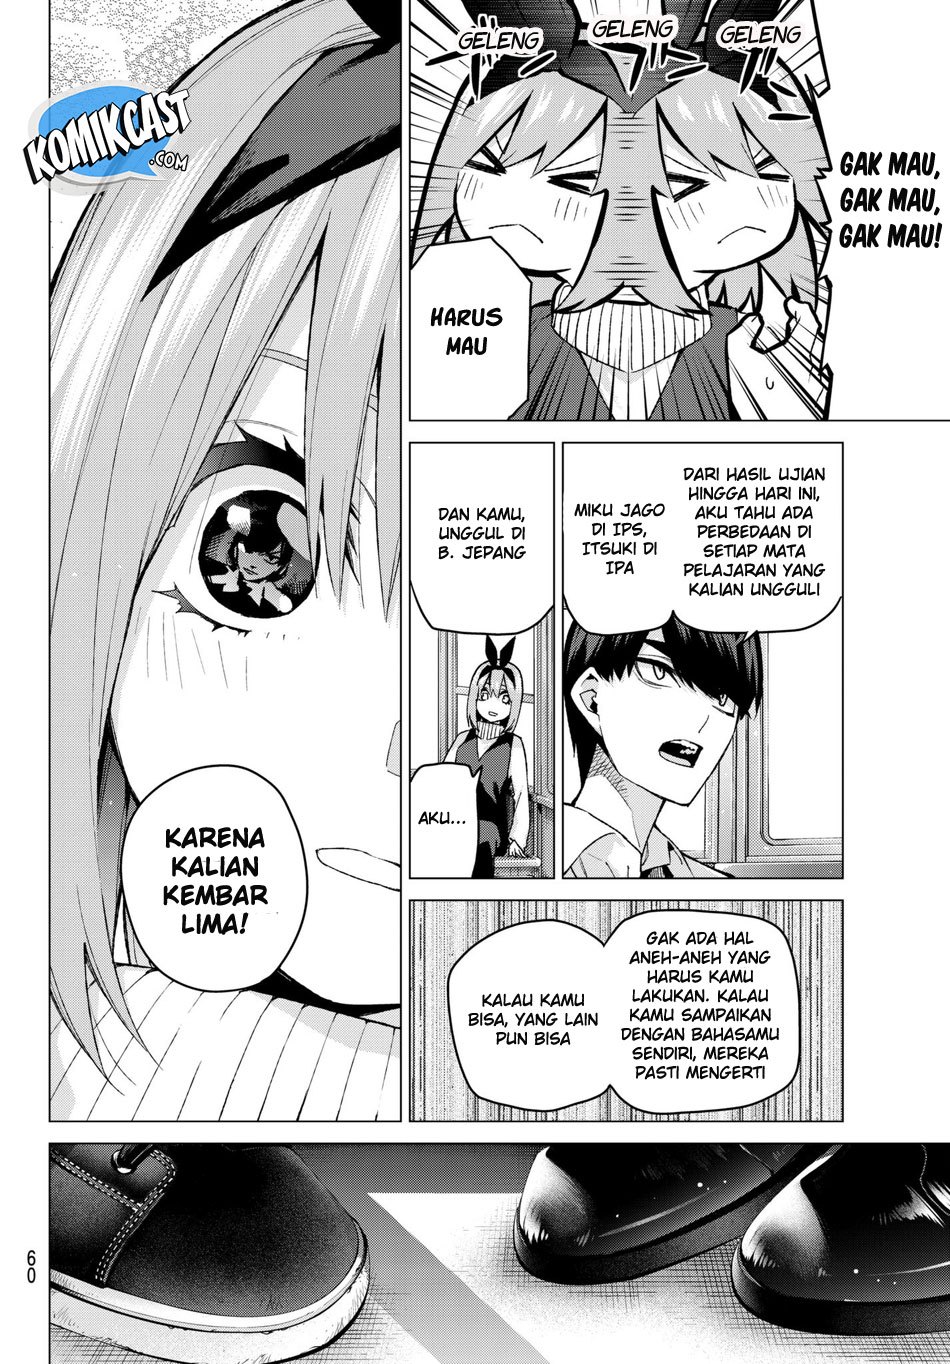 GELENG
GELENG
GELENG
GAK MAU,
GAK MAU,
GAK MAU!
HARUS
MAU
DARI HASIL UJIAN
HINGGA HARI INI,
AKU TAHU ADA
PERBEDAAN DI
SETIAP MATA
PELAJARAN YANG
KALIAN UNGGULI
MIKU JAGO
DI IPS,
ITSUKI DI
IPA
DAN KAMU,
UNGGUL DI
B. JEPANG
AKU...
GAK ADA HAL
ANEH-ANEH YANG
HARUS KAMU
LAKUKAN. KALAU
KAMU SAMPAIKAN
DENGAN BAHASAMU
SENDIRI, MEREKA
PASTI MENGERTI
KALAU KAMU
BISA, YANG LAIN
PUN BISA
KOMIKCAST
.COM
KARENA
KALIAN
KEMBAR
LIMA!
60